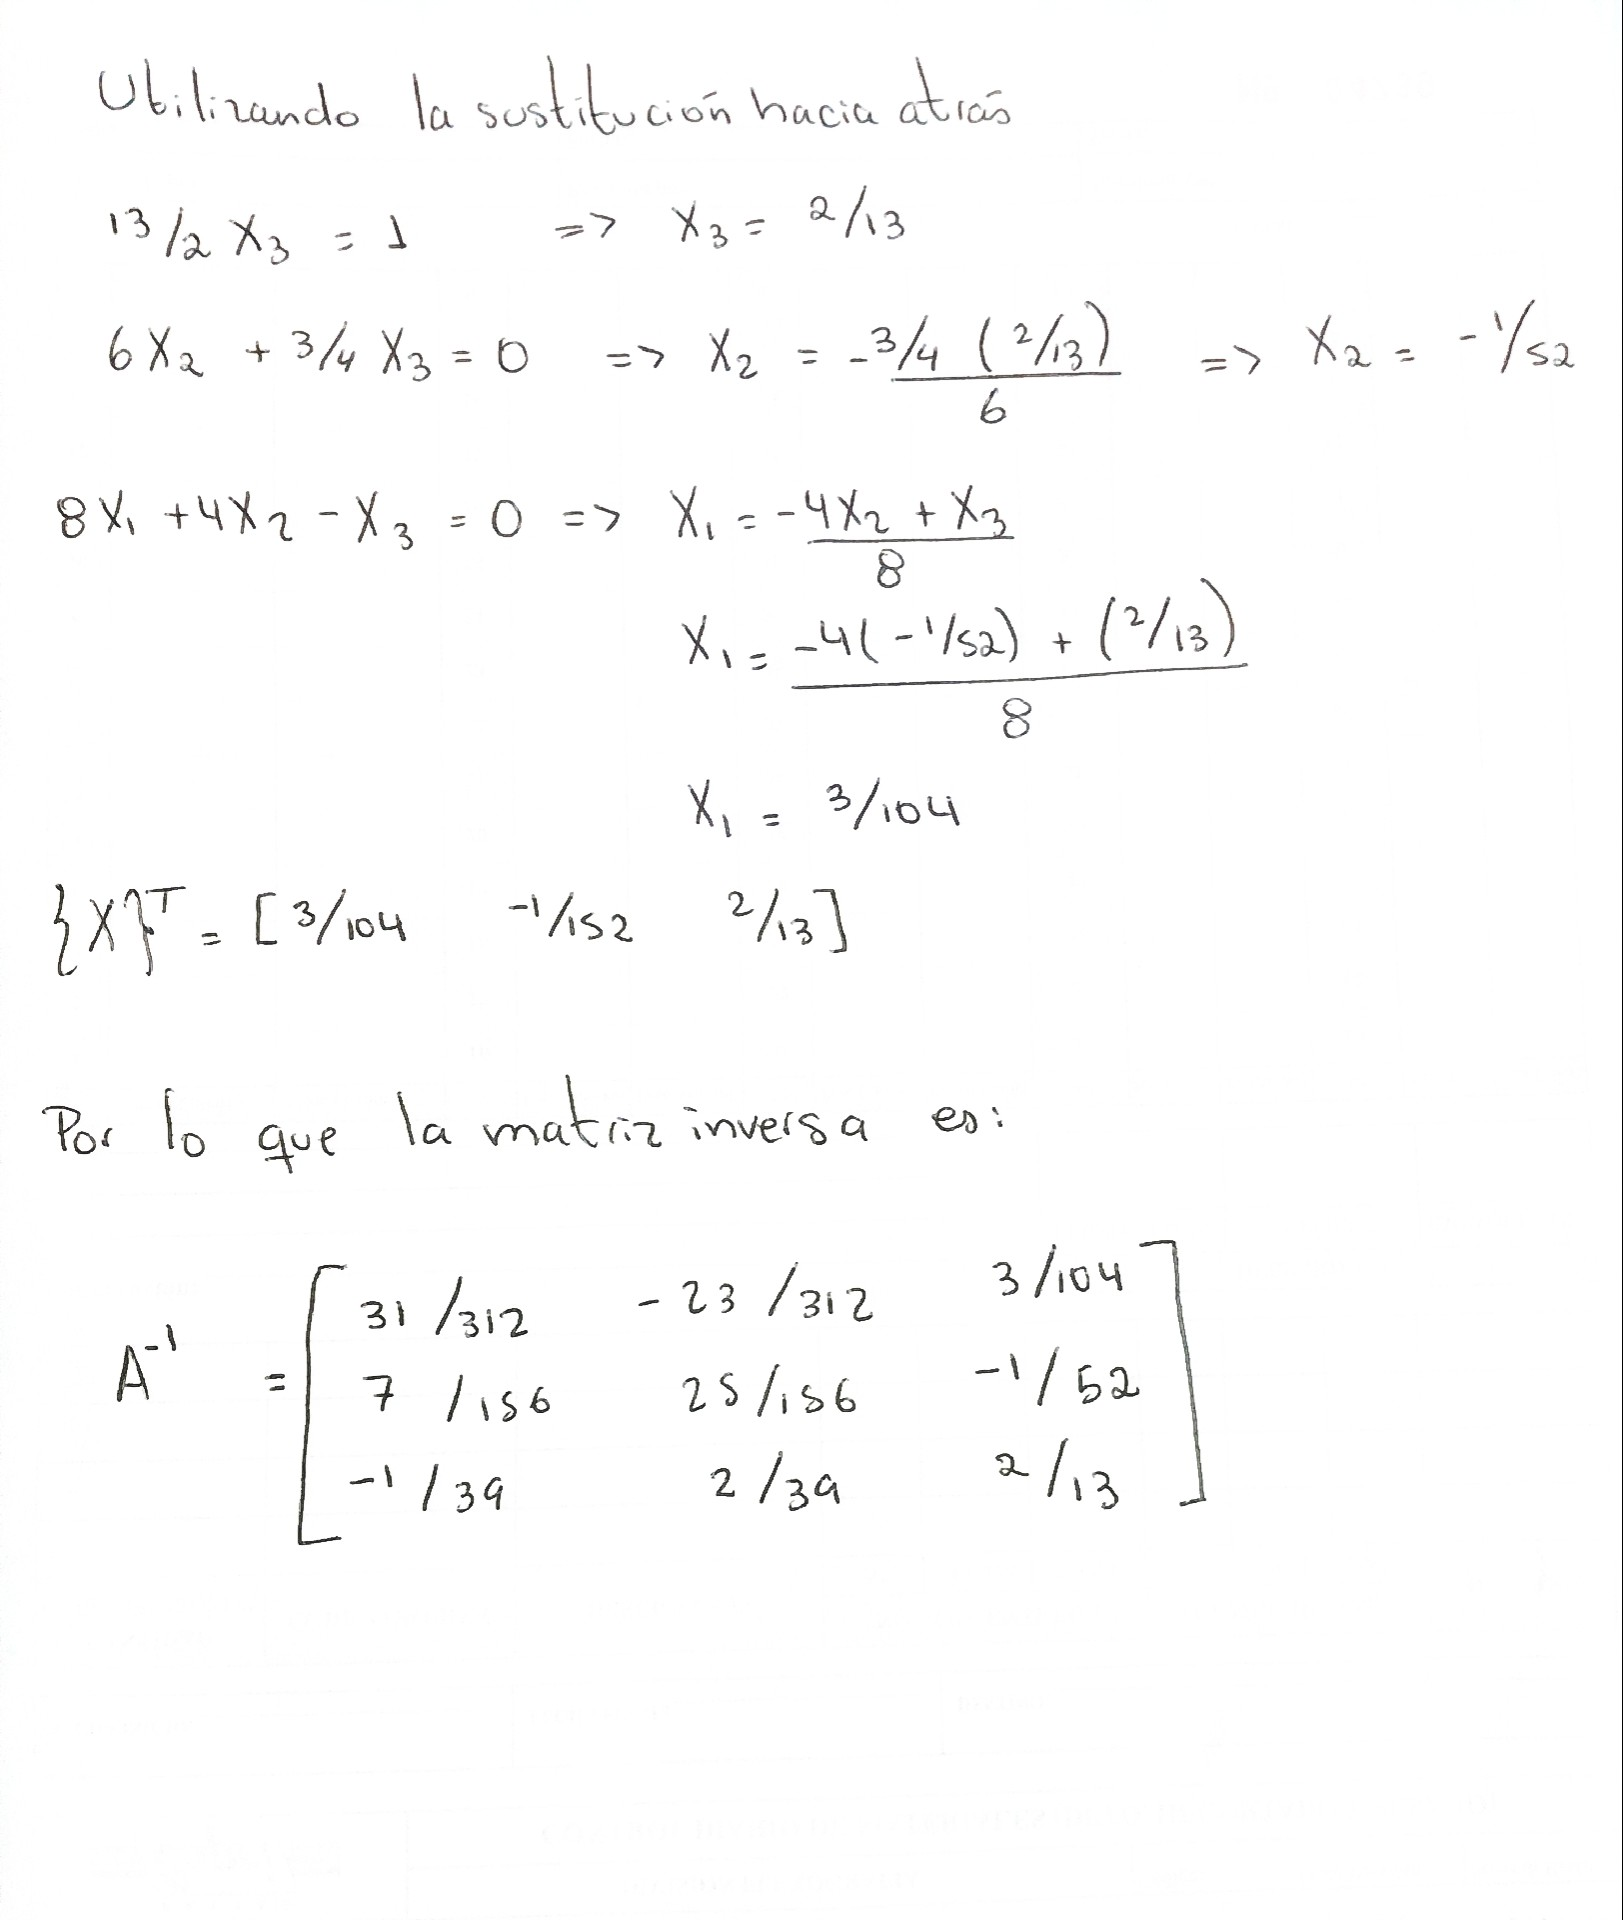 Utilizando la sustitución hacia atrás
13/2 X3 = 1 => X3 = 2/13
6X2 + 3/4 X3 = 0 => X2 = -3/4 (2/13) / 6 => X2 = -1/52
8X1 + 4X2 - X3 = 0 => X1 = -4X2 + X3 / 8
X1 = -4(-1/52) + (2/13) / 8
X1 = 3/104
{X}^T = [3/104 -1/152 2/13]
Por lo que la matriz inversa es:
31/312 -23/312 3/104
A^-1 = 7/156 25/156 -1/52
-1/39 2/39 2/13